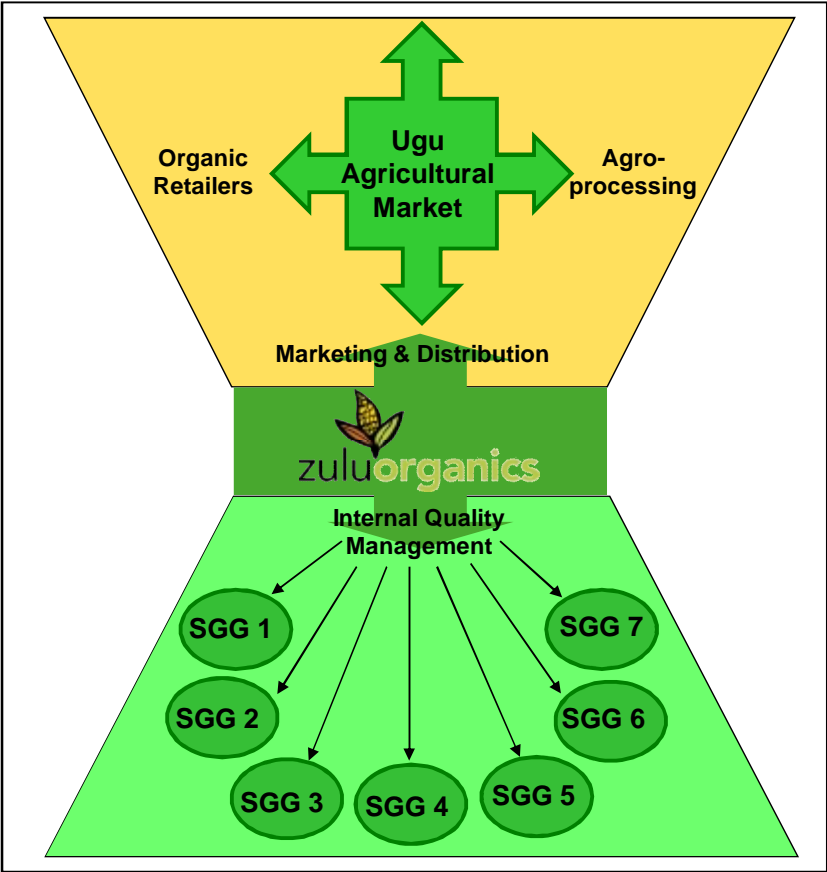 Ugu
Agricultural
Market
Organic
Retailers
Agro-
processing
Marketing & Distribution
zuluorganics
Internal Quality
Management
SGG 1
SGG 2
SGG 3
SGG 4
SGG 5
SGG 6
SGG 7